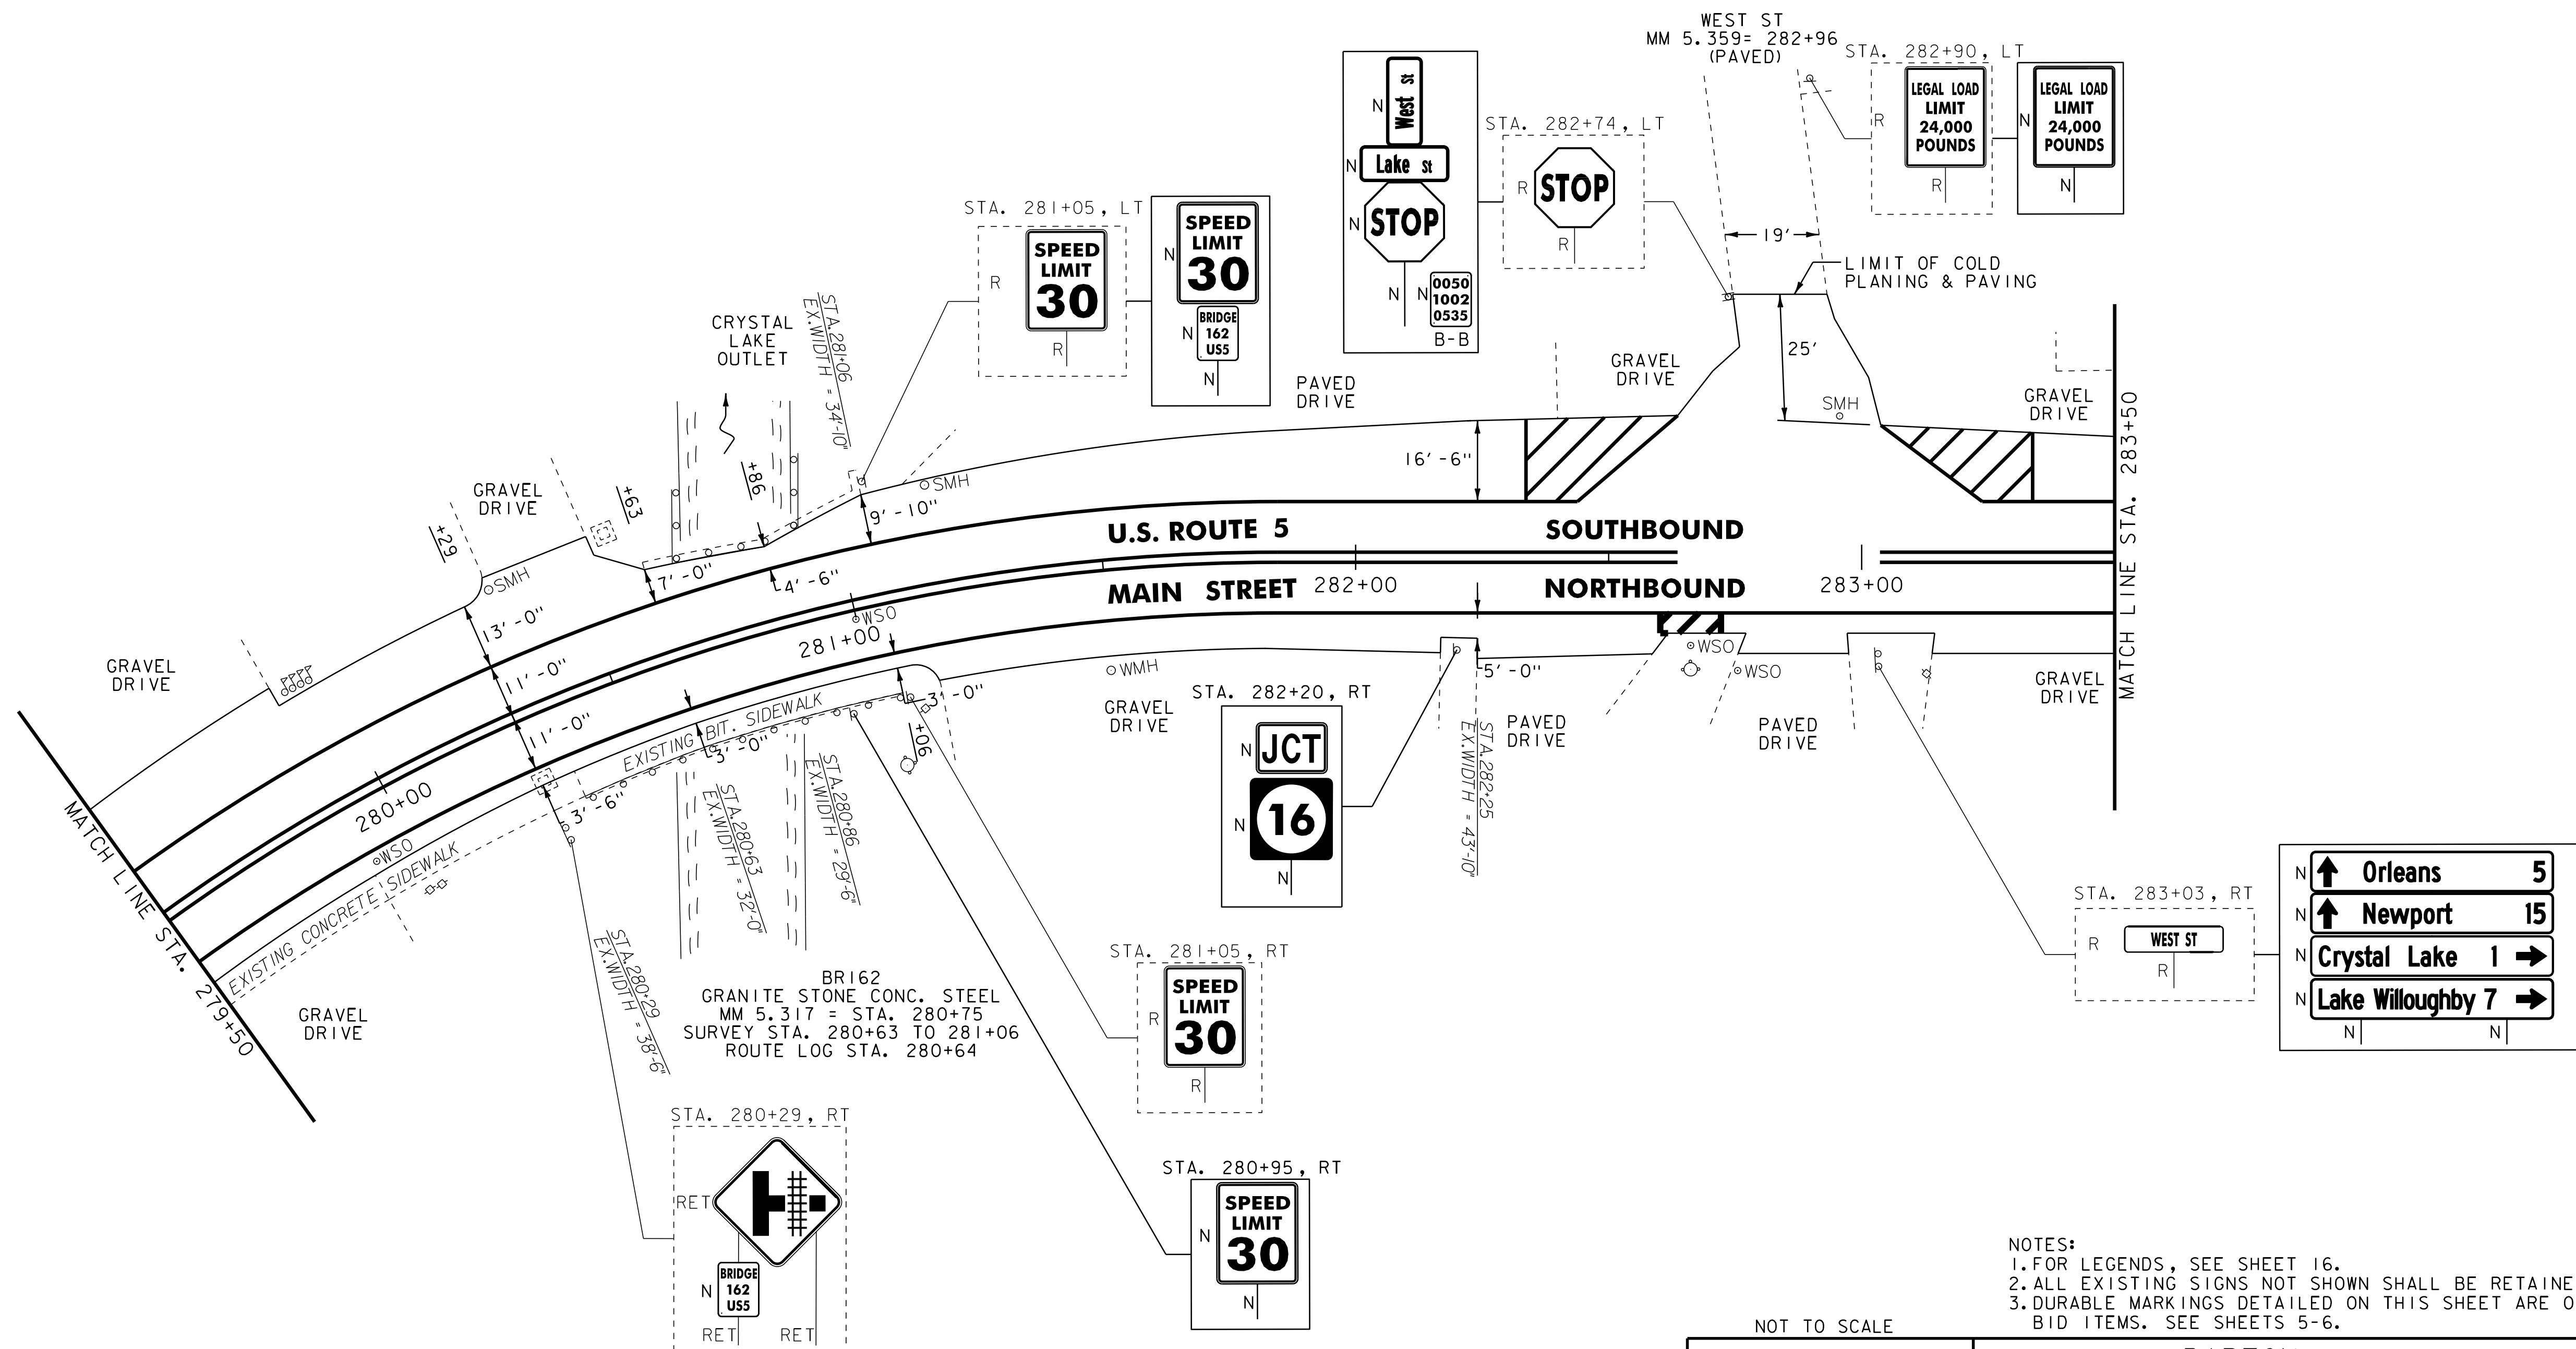 WEST ST
MM 5.359= 282+96
(PAVED)
STA. 282+90, LT
R
LEGAL LOAD
LIMIT
24,000
POUNDS
R
N
LEGAL LOAD
LIMIT
24,000
POUNDS
N
N
West St
N
Lake St
N
STOP
N
N
0050
1002
0535
B-B
STA. 282+74, LT
R
STOP
R
19'
LIMIT OF COLD
PLANING & PAVING
25'
SMH
STA. 281+05, LT
R
SPEED
LIMIT
30
R
N
SPEED
LIMIT
30
N
BRIDGE
162
US5
N
CRYSTAL
LAKE
OUTLET
STA.281+06
EX.WIDTH = 34'-10"
PAVED
DRIVE
GRAVEL
DRIVE
GRAVEL
DRIVE
MATCH LINE STA. 283+50
GRAVEL
DRIVE
+29
+63
+86
SMH
SMH
9'-10"
16'-6"
7'-0"
4'-6"
13'-0"
11'-0"
11'-0"
U.S. ROUTE 5
SOUTHBOUND
MAIN STREET
282+00
NORTHBOUND
283+00
WSO
281+00
GRAVEL
DRIVE
WMH
3'-0"
+06
EXISTING BIT. SIDEWALK
3'-0"
3'-6"
280+00
WSO
EXISTING CONCRETE SIDEWALK
MATCH LINE STA. 279+50
GRAVEL
DRIVE
STA.280+29
EX.WIDTH = 38'-6"
STA.280+63
EX.WIDTH = 32'-0"
STA.280+86
EX.WIDTH = 29'-6"
GRAVEL
DRIVE
5'-0"
STA.282+25
EX.WIDTH = 43'-10"
PAVED
DRIVE
WSO
WSO
PAVED
DRIVE
GRAVEL
DRIVE
STA. 282+20, RT
N
JCT
N
16
N
BR162
GRANITE STONE CONC. STEEL
MM 5.317 = STA. 280+75
SURVEY STA. 280+63 TO 281+06
ROUTE LOG STA. 280+64
STA. 281+05, RT
R
SPEED
LIMIT
30
R
STA. 283+03, RT
R
WEST ST
R
N
Orleans 5
N
Newport 15
N
Crystal Lake 1
N
Lake Willoughby 7
N
N
STA. 280+29, RT
RET
N
BRIDGE
162
US5
RET
RET
STA. 280+95, RT
N
SPEED
LIMIT
30
N
NOTES:
1. FOR LEGENDS, SEE SHEET 16.
2. ALL EXISTING SIGNS NOT SHOWN SHALL BE RETAINE
3. DURABLE MARKINGS DETAILED ON THIS SHEET ARE O
BID ITEMS. SEE SHEETS 5-6.
NOT TO SCALE